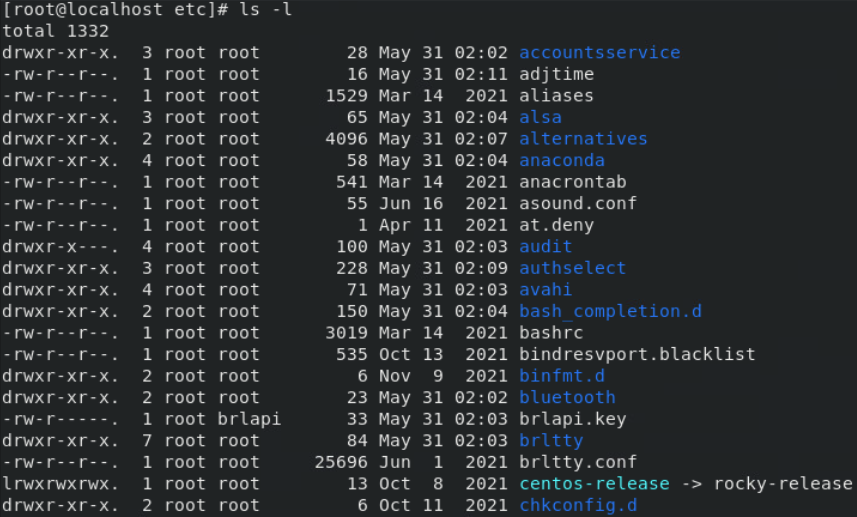 [root@localhost etc]# ls -l
total 1332
drwxr-xr-x.  3 root root        28 May 31 02:02 accountsservice
-rw-r--r--.  1 root root        16 May 31 02:11 adjtime
-rw-r--r--.  1 root root      1529 Mar 14  2021 aliases
drwxr-xr-x.  3 root root        65 May 31 02:04 alsa
drwxr-xr-x.  2 root root      4096 May 31 02:07 alternatives
drwxr-xr-x.  4 root root        58 May 31 02:04 anaconda
-rw-r--r--.  1 root root       541 Mar 14  2021 anacrontab
-rw-r--r--.  1 root root        55 Jun 16  2021 asound.conf
-rw-r--r--.  1 root root         1 Apr 11  2021 at.deny
drwxr-x---.  4 root root       100 May 31 02:03 audit
drwxr-xr-x.  3 root root       228 May 31 02:09 authselect
drwxr-xr-x.  4 root root        71 May 31 02:03 avahi
drwxr-xr-x.  2 root root       150 May 31 02:04 bash_completion.d
-rw-r--r--.  1 root root      3019 Mar 14  2021 bashrc
-rw-r--r--.  1 root root       535 Oct 13  2021 bindresvport.blacklist
drwxr-xr-x.  2 root root         6 Nov  9  2021 binfmt.d
drwxr-xr-x.  2 root root        23 May 31 02:02 bluetooth
-rw-r-----.  1 root brlapi      33 May 31 02:03 brlapi.key
drwxr-xr-x.  7 root root        84 May 31 02:03 brltty
-rw-r--r--.  1 root root     25696 Jun  1  2021 brltty.conf
lrwxrwxrwx.  1 root root        13 Oct  8  2021 centos-release -> rocky-release
drwxr-xr-x.  2 root root         6 Oct 11  2021 chkconfig.d